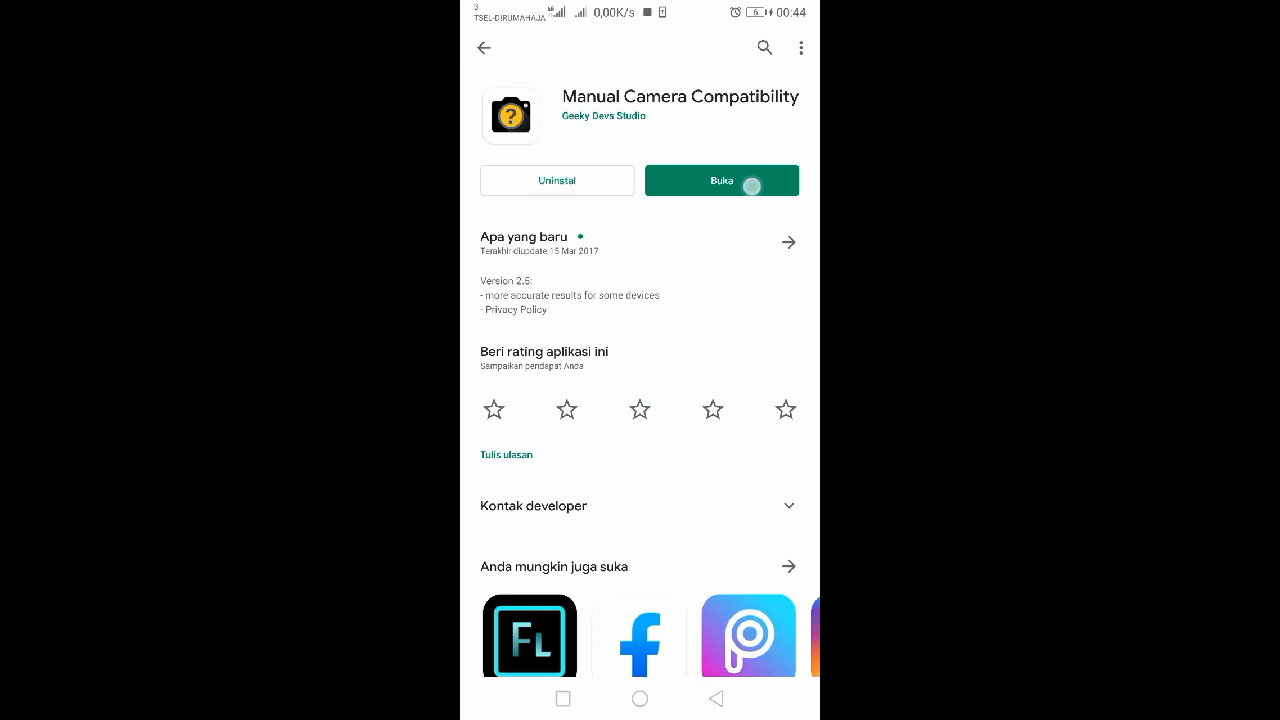 3
TSEL-DIRUMAHAJA
0,00K/s
6
00:44
Manual Camera Compatibility
Geeky Devs Studio
Uninstal
Buka
Apa yang baru
Terakhir diupdate 15 Mar 2017
Version 2.5:
- more accurate results for some devices
- Privacy Policy
Beri rating aplikasi ini
Sampaikan pendapat Anda
Tulis ulasan
Kontak developer
Anda mungkin juga suka
FL